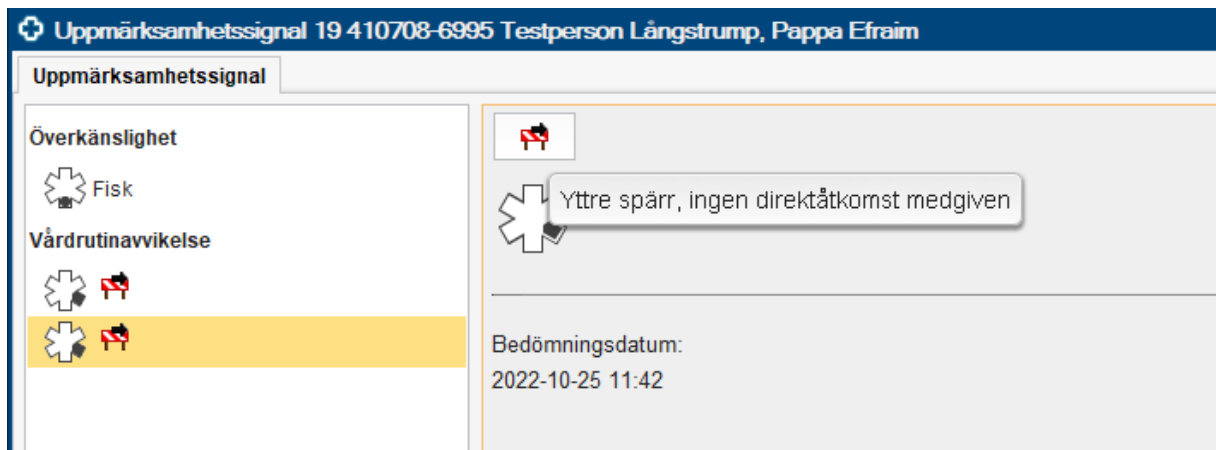 Uppmärksamhetssignal 19 410708-6995 Testperson Långstrump, Pappa Efraim
Uppmärksamhetssignal
Överkänslighet
Fisk
Vårdrutinavvikelse
Yttre spärr, ingen direktåtkomst medgiven
Bedömningsdatum:
2022-10-25 11:42